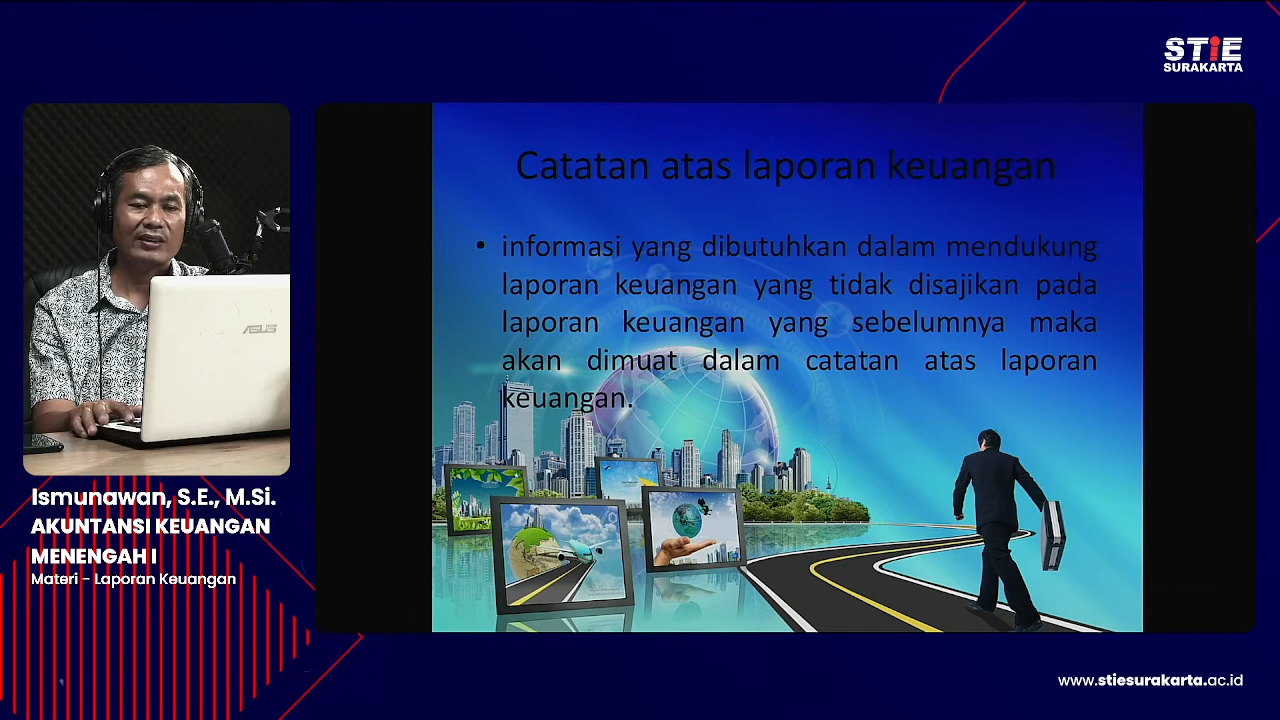 STiE
SURAKARTA
Catatan atas laporan keuangan
• informasi yang dibutuhkan dalam mendukung
laporan keuangan yang tidak disajikan pada
laporan keuangan yang sebelumnya maka
akan dimuat dalam catatan atas laporan
keuangan.
ASUS
Ismunawan, S.E., M.Si.
AKUNTANSI KEUANGAN
MENENGAH I
Materi - Laporan Keuangan
www.stiesurakarta.ac.id